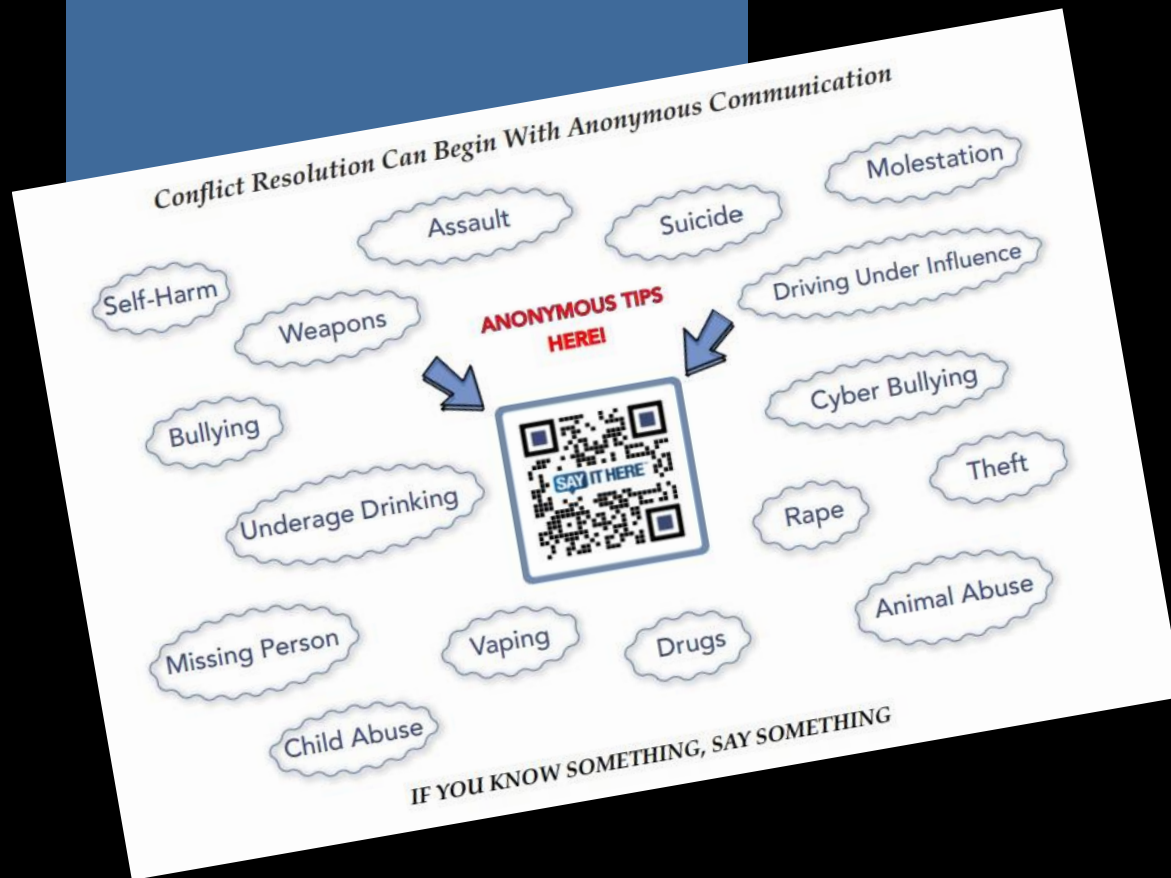 Conflict Resolution Can Begin With Anonymous Communication
Molestation
Assault
Suicide
Self-Harm
Weapons
Driving Under Influence
ANONYMOUS TIPS
HERE!
Bullying
Cyber Bullying
Underage Drinking
SAY IT HERE
Theft
Rape
Missing Person
Vaping
Drugs
Animal Abuse
Child Abuse
IF YOU KNOW SOMETHING, SAY SOMETHING